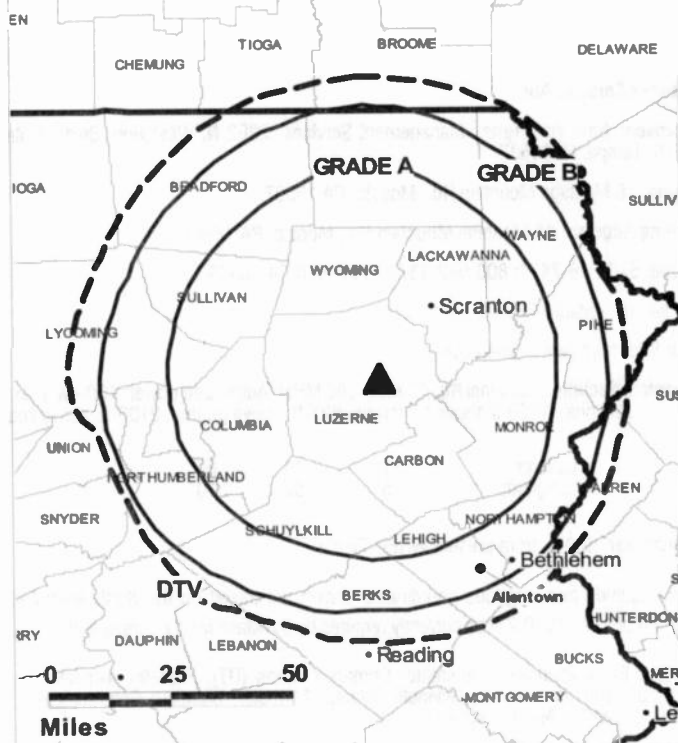 EN
TIOGA
BROOME
DELAWARE
CHEMUNG
GRADE A
GRADE B
IOGA
BRADFORD
SULLIV
WAYNE
LACKAWANNA
WYOMING
SULLIVAN
Scranton
LYCOMING
PIKE
SUS
LUZERNE
COLUMBIA
MONROE
UNION
CARBON
NORTHUMBERLAND
WARREN
SNYDER
NORTHAMPTON
SCHUYLKILL
LEHIGH
Bethlehem
DTV
BERKS
Allentown
S
RRY
DAUPHIN
LEBANON
HUNTERDON
Reading
BUCKS
MER
0 25 50
MONTGOMERY
Le
Miles